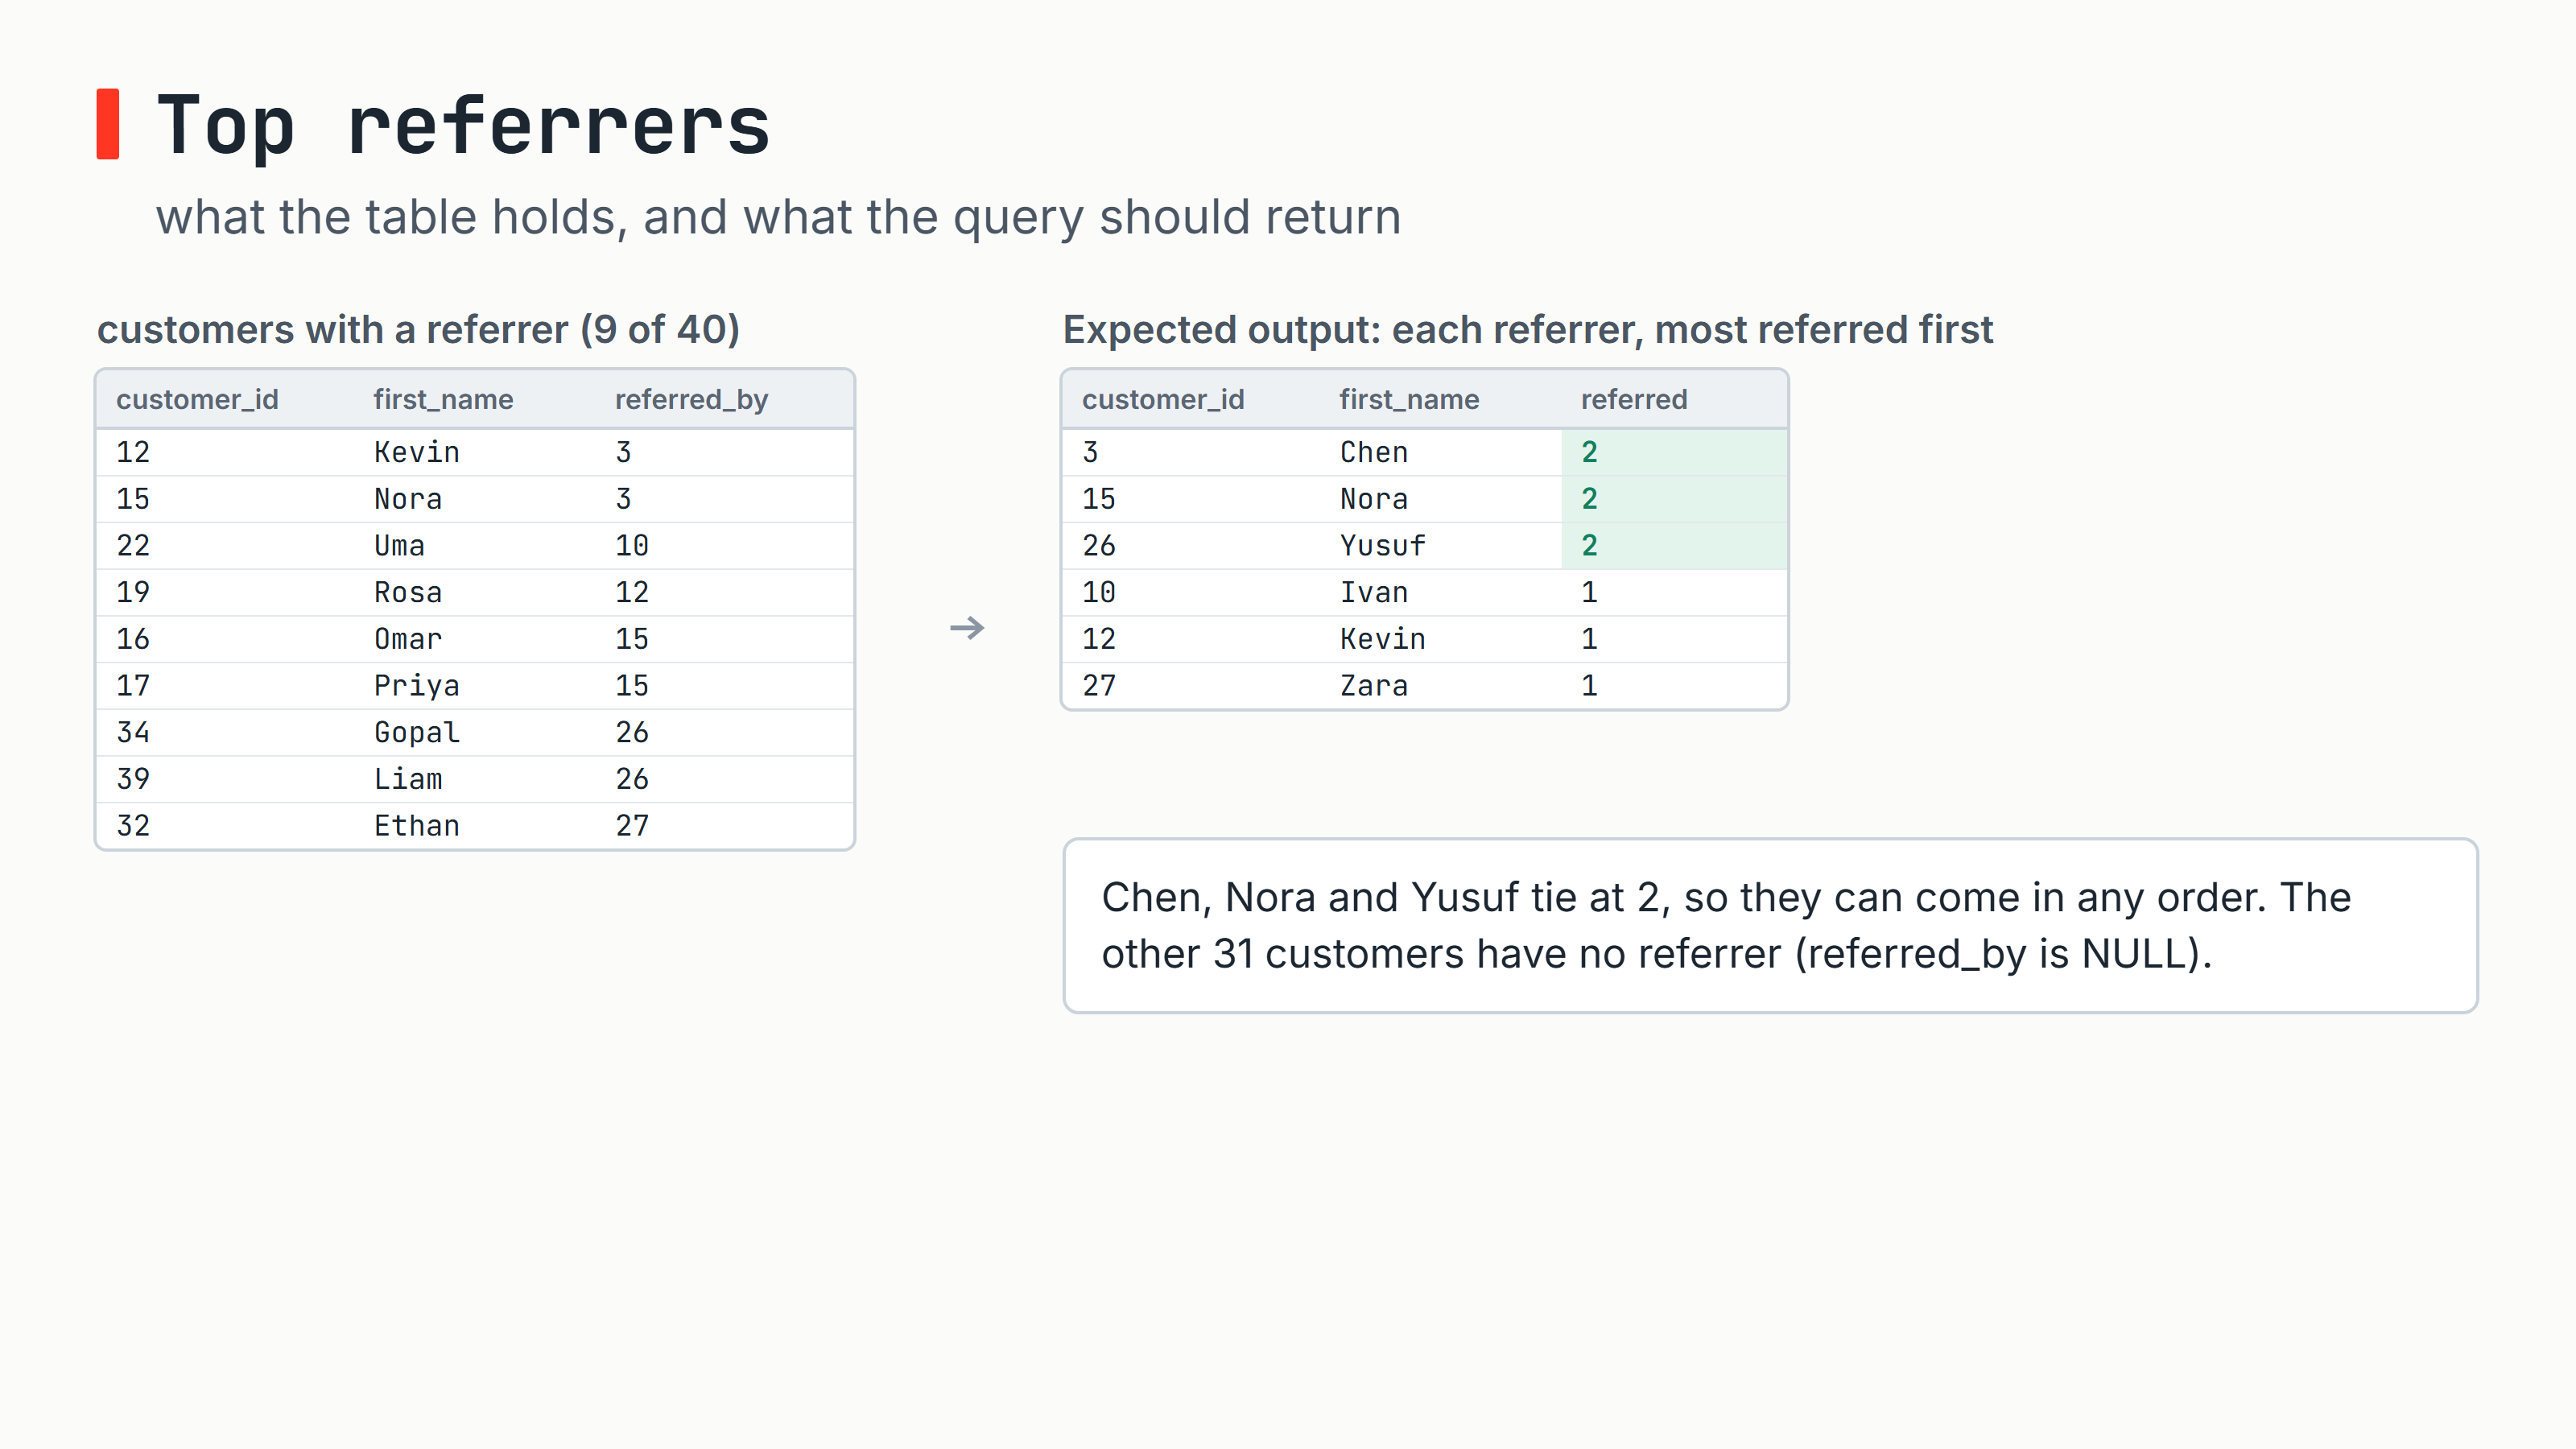 Top referrers
what the table holds, and what the query should return
customers with a referrer (9 of 40)
customer_id first_name referred_by
12 Kevin 3
15 Nora 3
22 Uma 10
19 Rosa 12
16 Omar 15
17 Priya 15
34 Gopal 26
39 Liam 26
32 Ethan 27
→
Expected output: each referrer, most referred first
customer_id first_name referred
3 Chen 2
15 Nora 2
26 Yusuf 2
10 Ivan 1
12 Kevin 1
27 Zara 1
Chen, Nora and Yusuf tie at 2, so they can come in any order. The
other 31 customers have no referrer (referred_by is NULL).